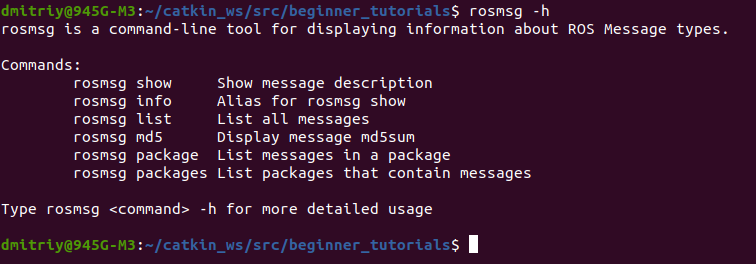 dmitriy@945G-M3:~/catkin_ws/src/beginner_tutorials$ rosmsg -h
rosmsg is a command-line tool for displaying information about ROS Message types.

Commands:
        rosmsg show     Show message description
        rosmsg info     Alias for rosmsg show
        rosmsg list     List all messages
        rosmsg md5      Display message md5sum
        rosmsg package  List messages in a package
        rosmsg packages List packages that contain messages

Type rosmsg <command> -h for more detailed usage

dmitriy@945G-M3:~/catkin_ws/src/beginner_tutorials$